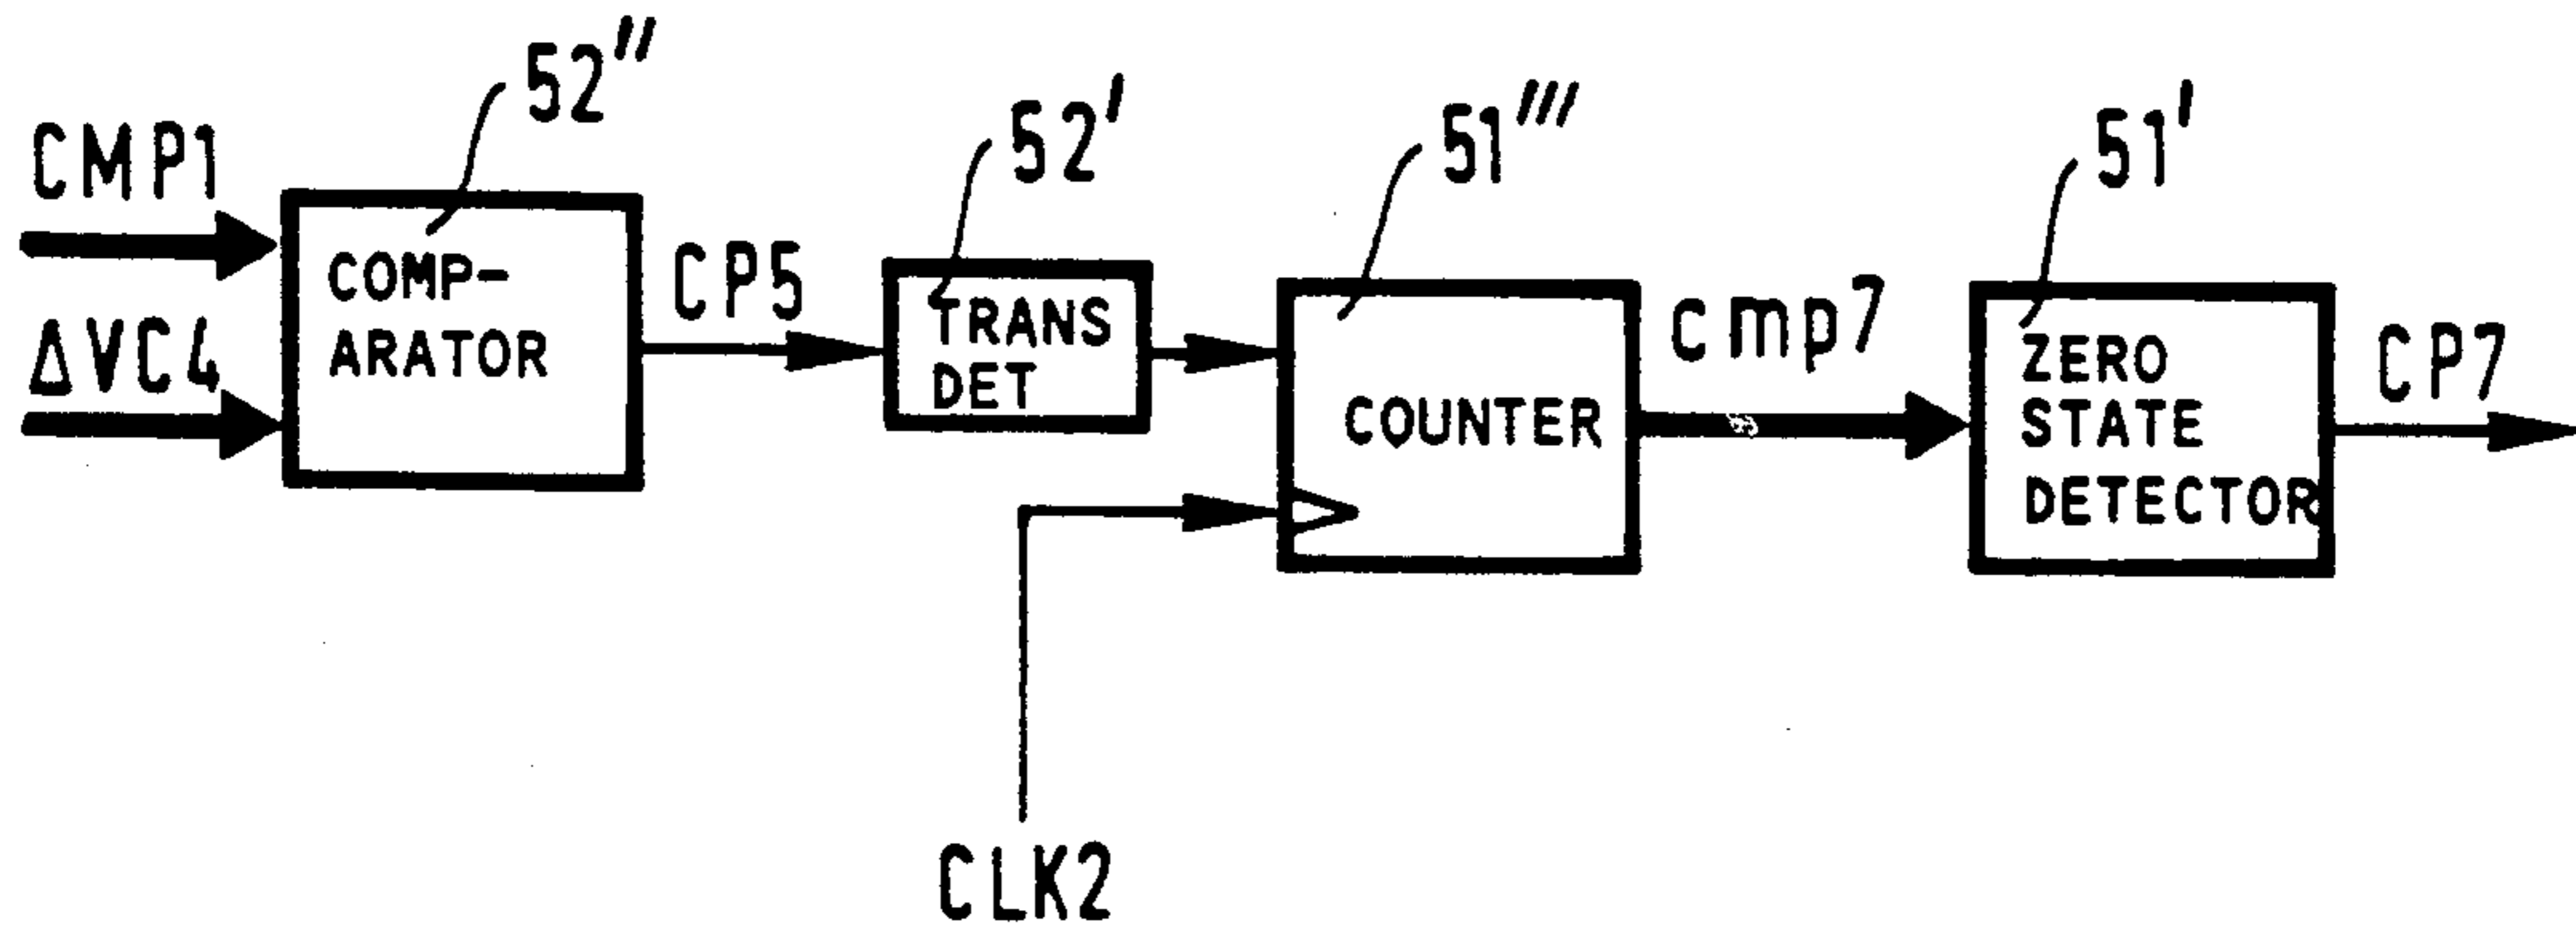 52″
52′
51‴
51′
CMP1
ΔVC4
COMP-
ARATOR
CP5
TRANS
DET
COUNTER
cmp7
ZERO
STATE
DETECTOR
CP7
CLK2